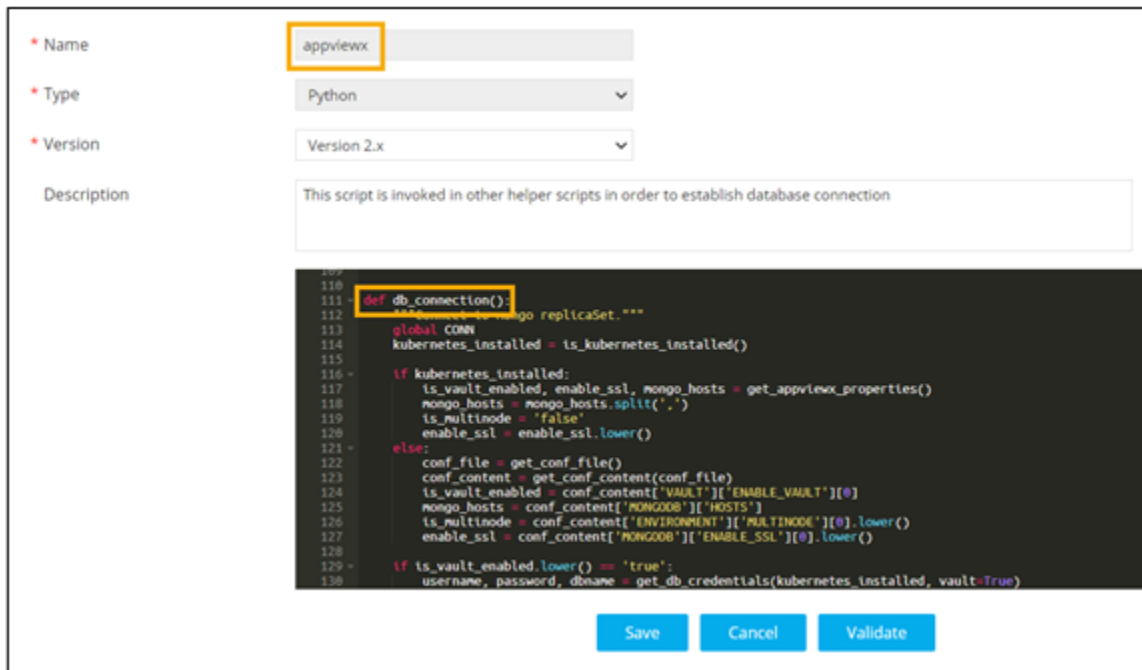 * Name
appviewx
* Type
Python
* Version
Version 2.x
Description
This script is invoked in other helper scripts in order to establish database connection
109
110
111 def db_connection():
112 """Connect to Mongo replicaSet."""
113 global CONN
114 kubernetes_installed = is_kubernetes_installed()
115
116 if kubernetes_installed:
117 is_vault_enabled, enable_ssl, mongo_hosts = get_appviewx_properties()
118 mongo_hosts = mongo_hosts.split(',')
119 is_multinode = 'false'
120 enable_ssl = enable_ssl.lower()
121 else:
122 conf_file = get_conf_file()
123 conf_content = get_conf_content(conf_file)
124 is_vault_enabled = conf_content['VAULT']['ENABLE_VAULT'][0]
125 mongo_hosts = conf_content['MONGODB']['HOSTS']
126 is_multinode = conf_content['ENVIRONMENT']['MULTINODE'][0].lower()
127 enable_ssl = conf_content['MONGODB']['ENABLE_SSL'][0].lower()
128
129 if is_vault_enabled.lower() == 'true':
130 username, password, dbname = get_db_credentials(kubernetes_installed, vault=True)
Save
Cancel
Validate